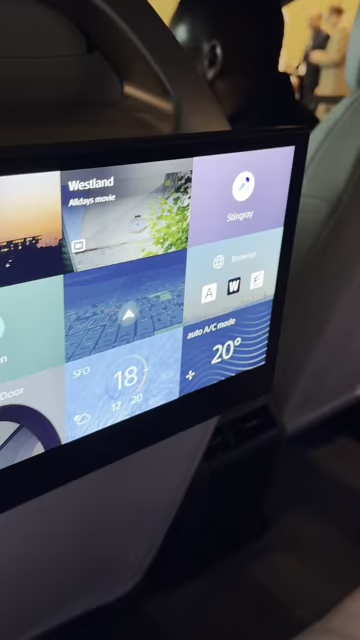 Westland
Alldays movie
Stingray
Browser
A
W
n
auto A/C mode
20°
Door
SFO
18
12 20